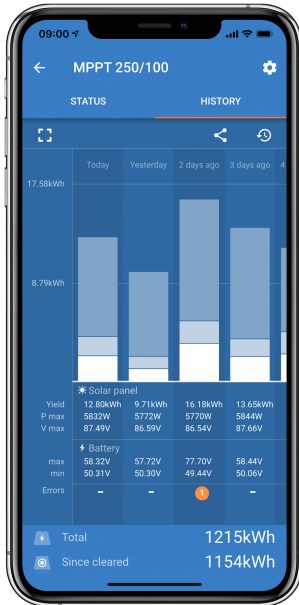 09:00
MPPT 250/100
STATUS HISTORY
Today Yesterday 2 days ago 3 days ago 4
17.58kWh
8.79kWh
Solar panel
Yield 12.80kWh 9.71kWh 16.18kWh 13.65kWh
P max 5832W 5772W 5770W 5844W
V max 87.49V 86.59V 86.54V 87.66V
Battery
max 58.32V 57.72V 77.70V 58.44V
min 50.31V 50.30V 49.44V 50.06V
Errors - - 1 -
Total 1215kWh
Since cleared 1154kWh